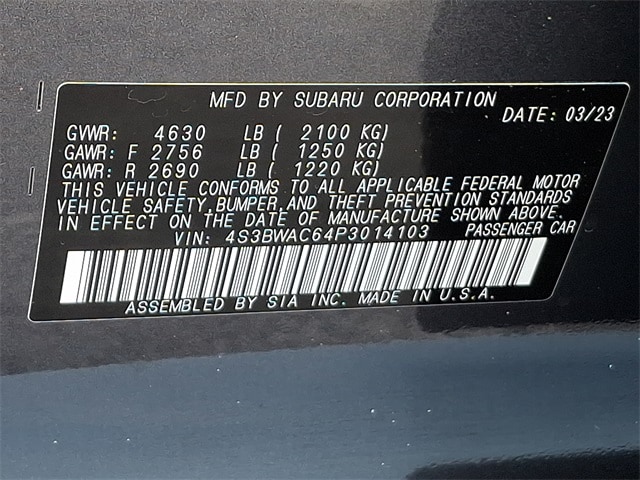 MFD BY SUBARU CORPORATION
DATE: 03/23
GVWR: 4630 LB ( 2100 KG)
GAWR: F 2756 LB ( 1250 KG)
GAWR: R 2690 LB ( 1220 KG)
THIS VEHICLE CONFORMS TO ALL APPLICABLE FEDERAL MOTOR
VEHICLE SAFETY, BUMPER, AND THEFT PREVENTION STANDARDS
IN EFFECT ON THE DATE OF MANUFACTURE SHOWN ABOVE.
VIN: 4S3BWAC64P3014103 PASSENGER CAR
ASSEMBLED BY SIA INC. MADE IN U.S.A.